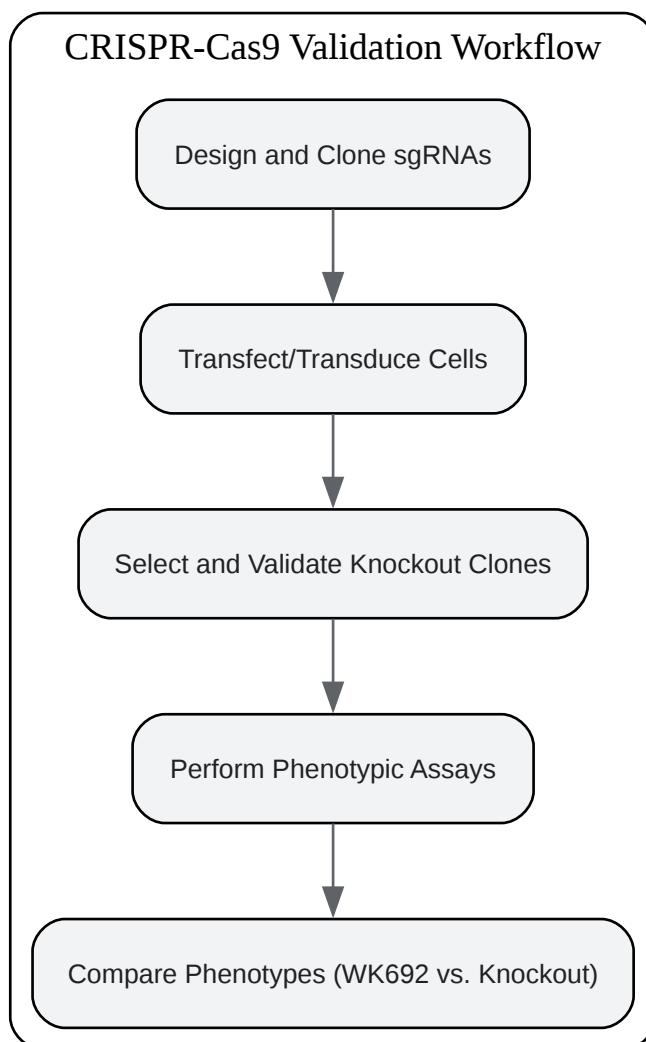 CRISPR-Cas9 Validation Workflow
Design and Clone sgRNAs
Transfect/Transduce Cells
Select and Validate Knockout Clones
Perform Phenotypic Assays
Compare Phenotypes (WK692 vs. Knockout)